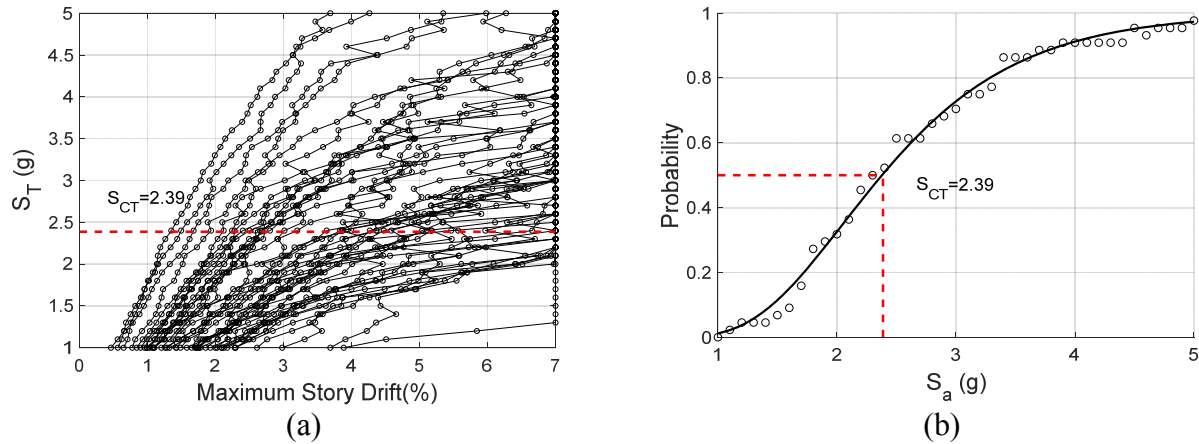 5
4.5
4
3.5
3
2.5
2
1.5
1
S_T (g)
S_CT=2.39
0 1 2 3 4 5 6 7
Maximum Story Drift(%)
(a)
1
0.8
0.6
0.4
0.2
0
Probability
S_CT=2.39
1 2 3 4 5
S_a (g)
(b)